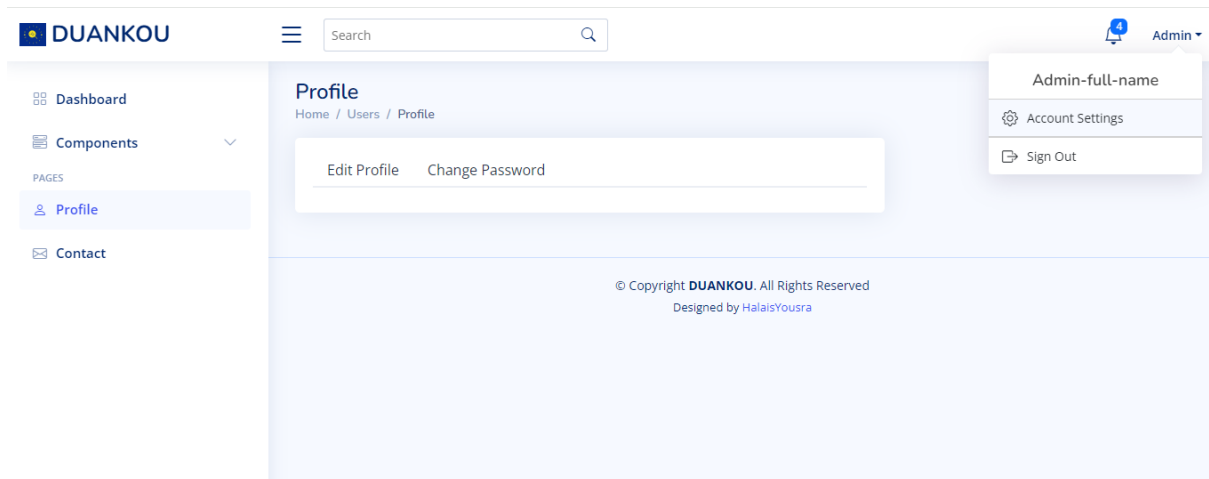 DUANKOU
Search
4
Admin
Admin-full-name
Account Settings
Sign Out
Dashboard
Components
PAGES
Profile
Contact
Profile
Home / Users / Profile
Edit Profile Change Password
© Copyright DUANKOU. All Rights Reserved
Designed by HalaisYousra